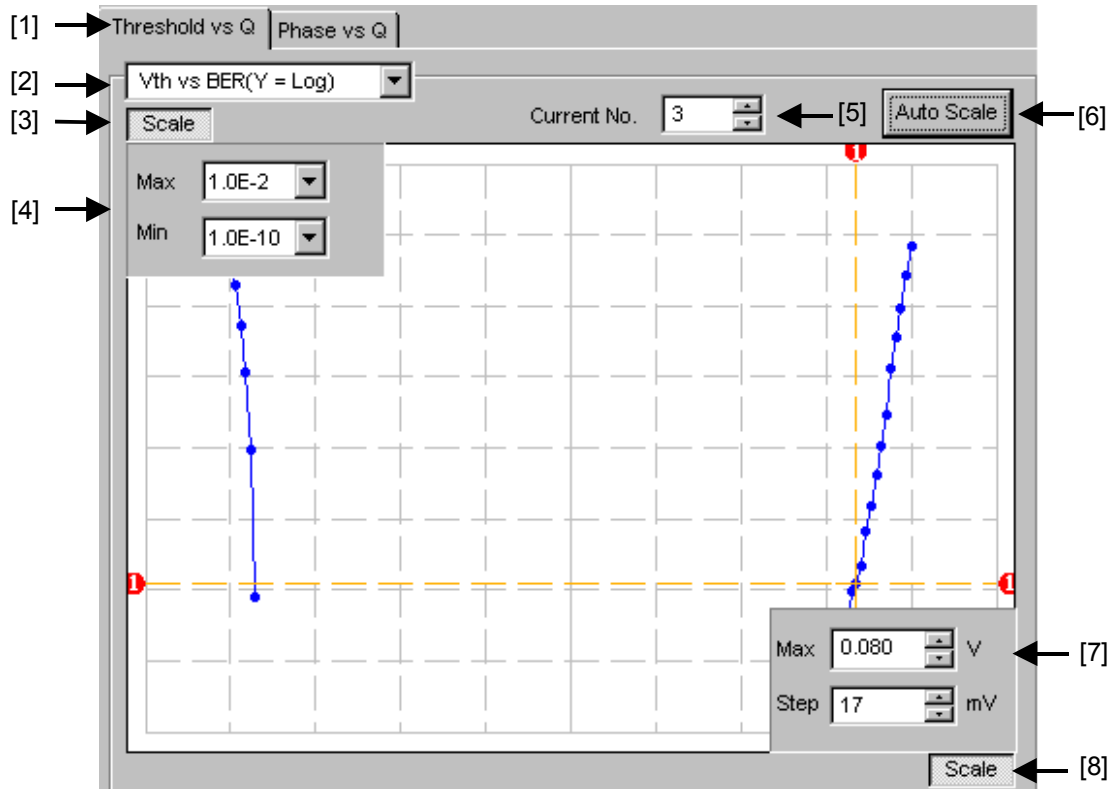 [1] Threshold vs Q Phase vs Q
[2] Vth vs BER(Y = Log)
[3] Scale Current No. 3 [5] Auto Scale [6]
1
[4] Max 1.0E-2
Min 1.0E-10
1 1
Max 0.080 V [7]
Step 17 mV
Scale [8]